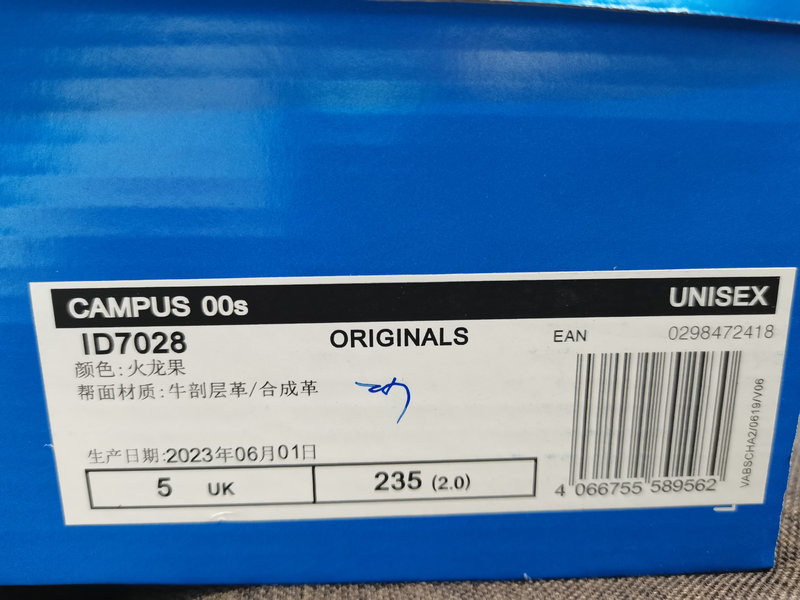 CAMPUS 00s UNISEX
ID7028 ORIGINALS EAN 0298472418
颜色:火龙果
帮面材质:牛剖层革/合成革
生产日期:2023年06月01日
5 UK 235 (2.0)
4 066755 589562
VABSCHA2/0619/V06